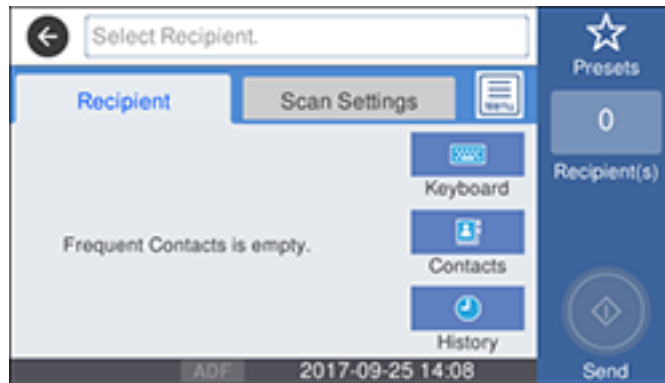 Select Recipient.
Presets
Recipient
Scan Settings
Menu
0
Recipient(s)
Keyboard
Frequent Contacts is empty.
Contacts
History
ADF
2017-09-25 14:08
Send